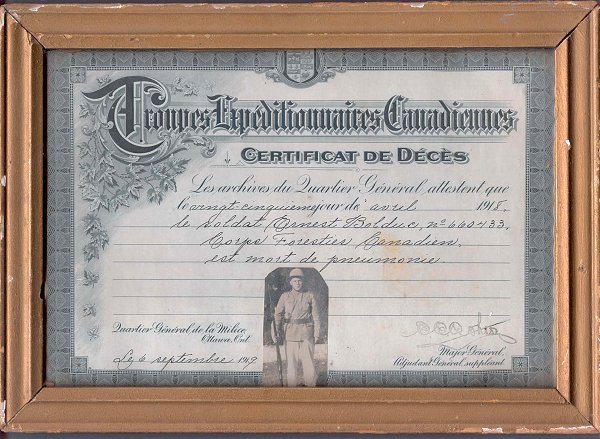 Troupes Expéditionnaires Canadiennes
CERTIFICAT DE DÉCÈS
Les archives du Quartier Général attestent que
le vingt cinquieme jour de avril 1918.
le soldat, Ernest Bolduc, no 660433,
Corps Forestier Canadien,
est mort de pneumonie.
Quartier Général de la Milice,
Ottawa, Ont.
Le 6 septembre 1919
Major Général,
Adjudant Général, suppléant.